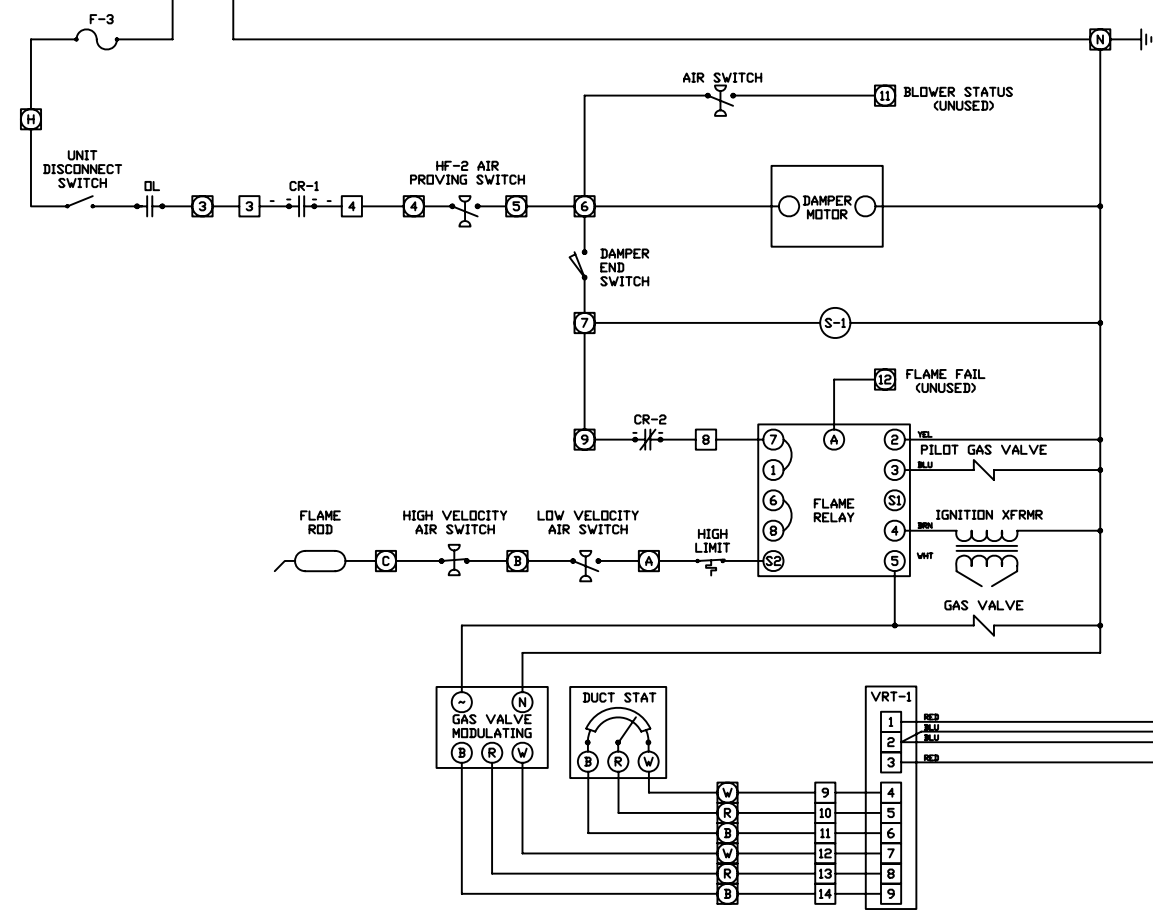 F-3
N
AIR SWITCH
11
BLOWER STATUS
(UNUSED)
H
UNIT
DISCONNECT
SWITCH
OL
3
3
CR-1
4
4
HF-2 AIR
PROVING SWITCH
5
6
DAMPER
MOTOR
DAMPER
END
SWITCH
7
S-1
12
FLAME FAIL
(UNUSED)
9
CR-2
8
7
A
2
YEL
PILOT GAS VALVE
1
3
BLU
6
FLAME
RELAY
S1
8
4
BRN
IGNITION XFRMR
S2
5
WHT
FLAME
ROD
C
HIGH VELOCITY
AIR SWITCH
B
LOW VELOCITY
AIR SWITCH
A
HIGH
LIMIT
GAS VALVE
~
N
GAS VALVE
MODULATING
B
R
W
DUCT STAT
B
R
W
VRT-1
1
RED
BLU
2
BLU
3
RED
W
9
4
R
10
5
B
11
6
W
12
7
R
13
8
B
14
9